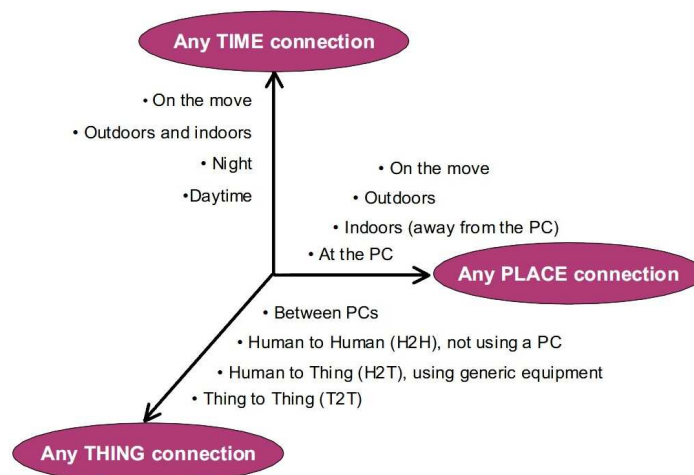 Any TIME connection
• On the move
• Outdoors and indoors
• Night
•Daytime
• On the move
• Outdoors
• Indoors (away from the PC)
• At the PC
Any PLACE connection
• Between PCs
• Human to Human (H2H), not using a PC
• Human to Thing (H2T), using generic equipment
• Thing to Thing (T2T)
Any THING connection